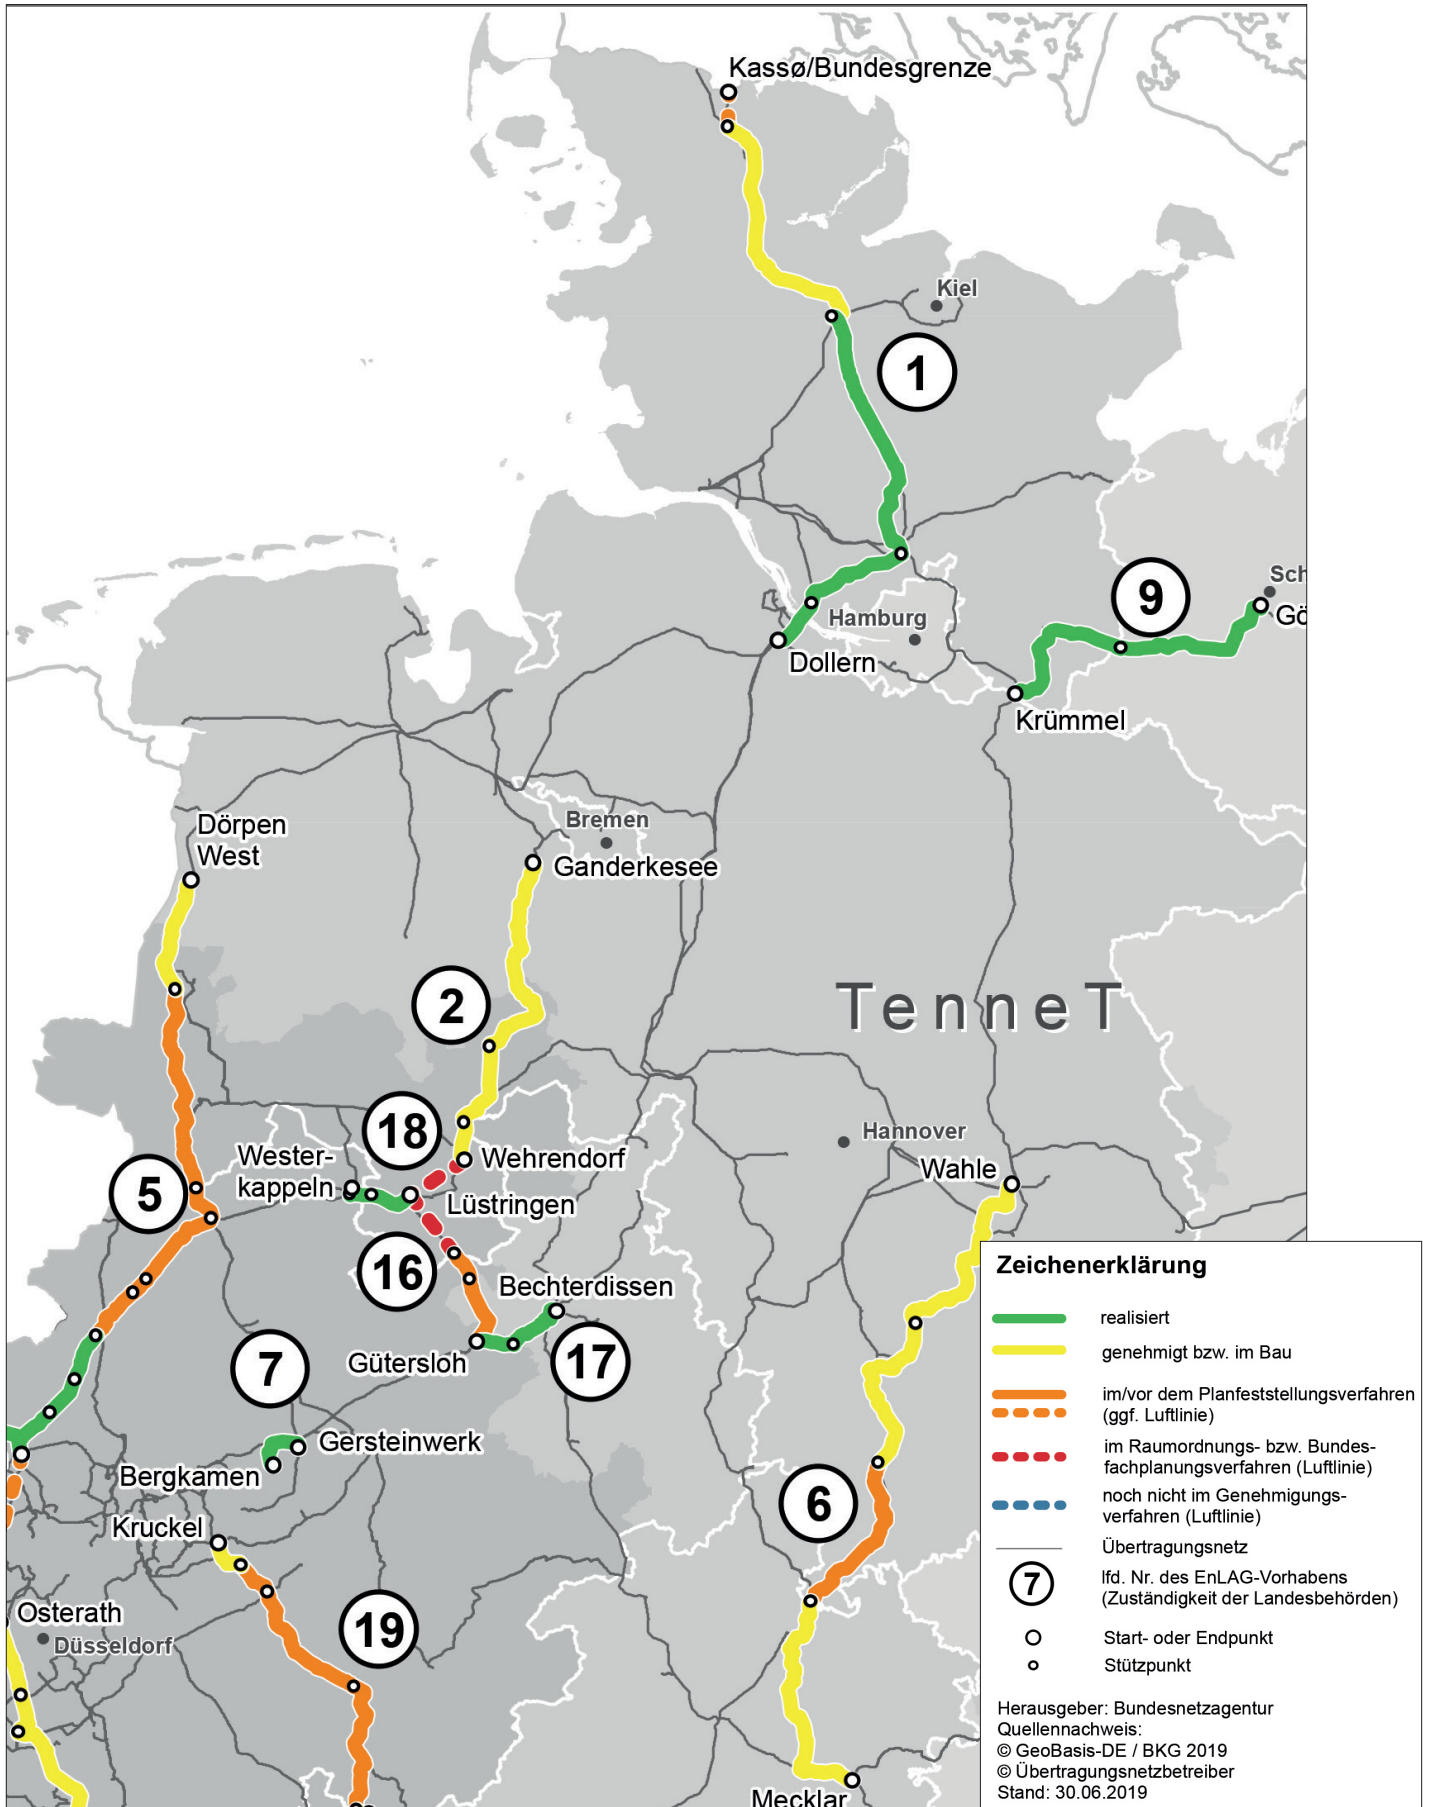 Kassø/Bundesgrenze
Kiel
1
Sch
9
Gö
Hamburg
Dollern
Krümmel
Dörpen
West
Bremen
Ganderkesee
2
TenneT
18
Hannover
Wester-
kappeln
Wehrendorf
Wahle
5
Lüstringen
16
Bechterdissen
Gütersloh
17
7
Gersteinwerk
Bergkamen
6
Kruckel
Osterath
Düsseldorf
19
Mecklar
Zeichenerklärung
realisiert
genehmigt bzw. im Bau
im/vor dem Planfeststellungsverfahren
(ggf. Luftlinie)
im Raumordnungs- bzw. Bundes-
fachplanungsverfahren (Luftlinie)
noch nicht im Genehmigungs-
verfahren (Luftlinie)
Übertragungsnetz
7
lfd. Nr. des EnLAG-Vorhabens
(Zuständigkeit der Landesbehörden)
Start- oder Endpunkt
Stützpunkt
Herausgeber: Bundesnetzagentur
Quellennachweis:
© GeoBasis-DE / BKG 2019
© Übertragungsnetzbetreiber
Stand: 30.06.2019